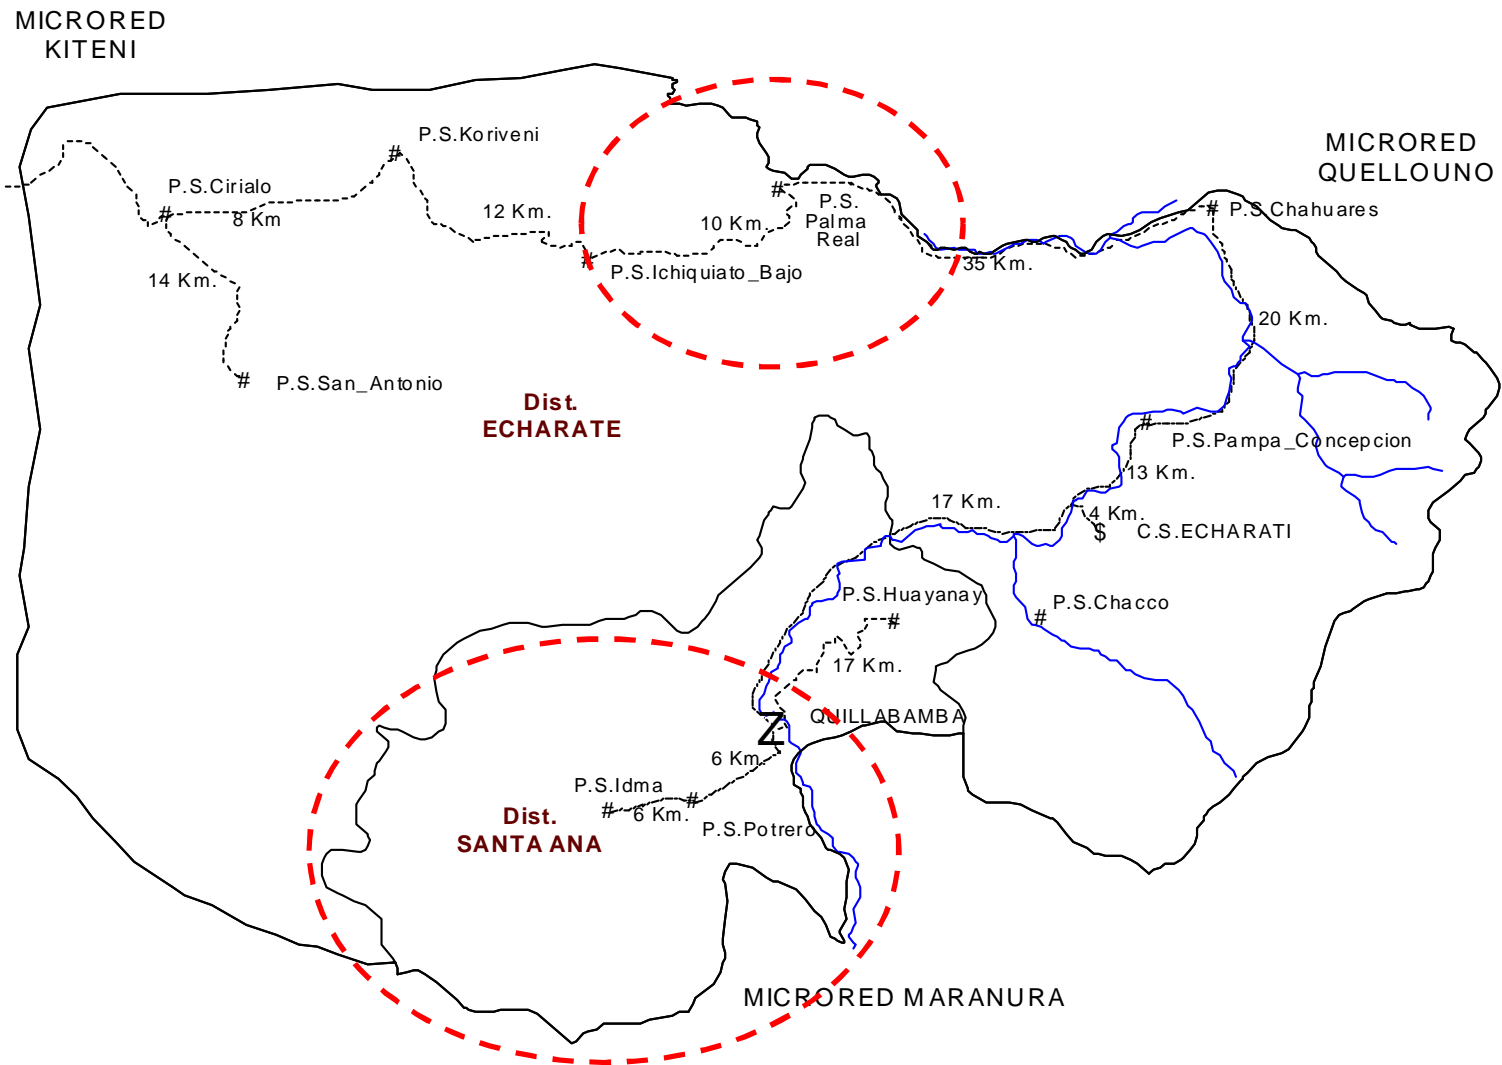 MICRORED
KITENI
P.S.Koriveni
MICRORED
QUELLOUNO
P.S.Cirialo
8 Km
12 Km.
10 Km.
P.S.
Palma
Real
P.S.Chahuares
14 Km.
P.S.Ichiquiato_Bajo
35 Km.
20 Km.
P.S.San_Antonio
Dist.
ECHARATE
P.S.Pampa_Concepcion
13 Km.
17 Km.
4 Km.
C.S.ECHARATI
P.S.Huayanay
P.S.Chacco
17 Km.
QUILLABAMBA
6 Km.
P.S.Idma
6 Km.
P.S.Potrero
Dist.
SANTA ANA
MICRORED MARANURA